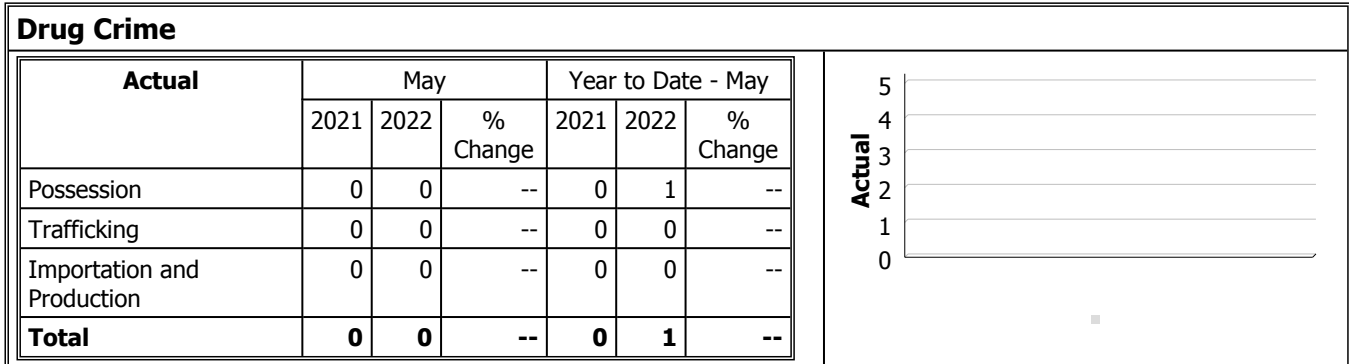 Drug Crime
Actual May Year to Date - May
2021 2022 % Change 2021 2022 % Change
Possession 0 0 -- 0 1 --
Trafficking 0 0 -- 0 0 --
Importation and Production 0 0 -- 0 0 --
Total 0 0 -- 0 1 --
Actual
5
4
3
2
1
0